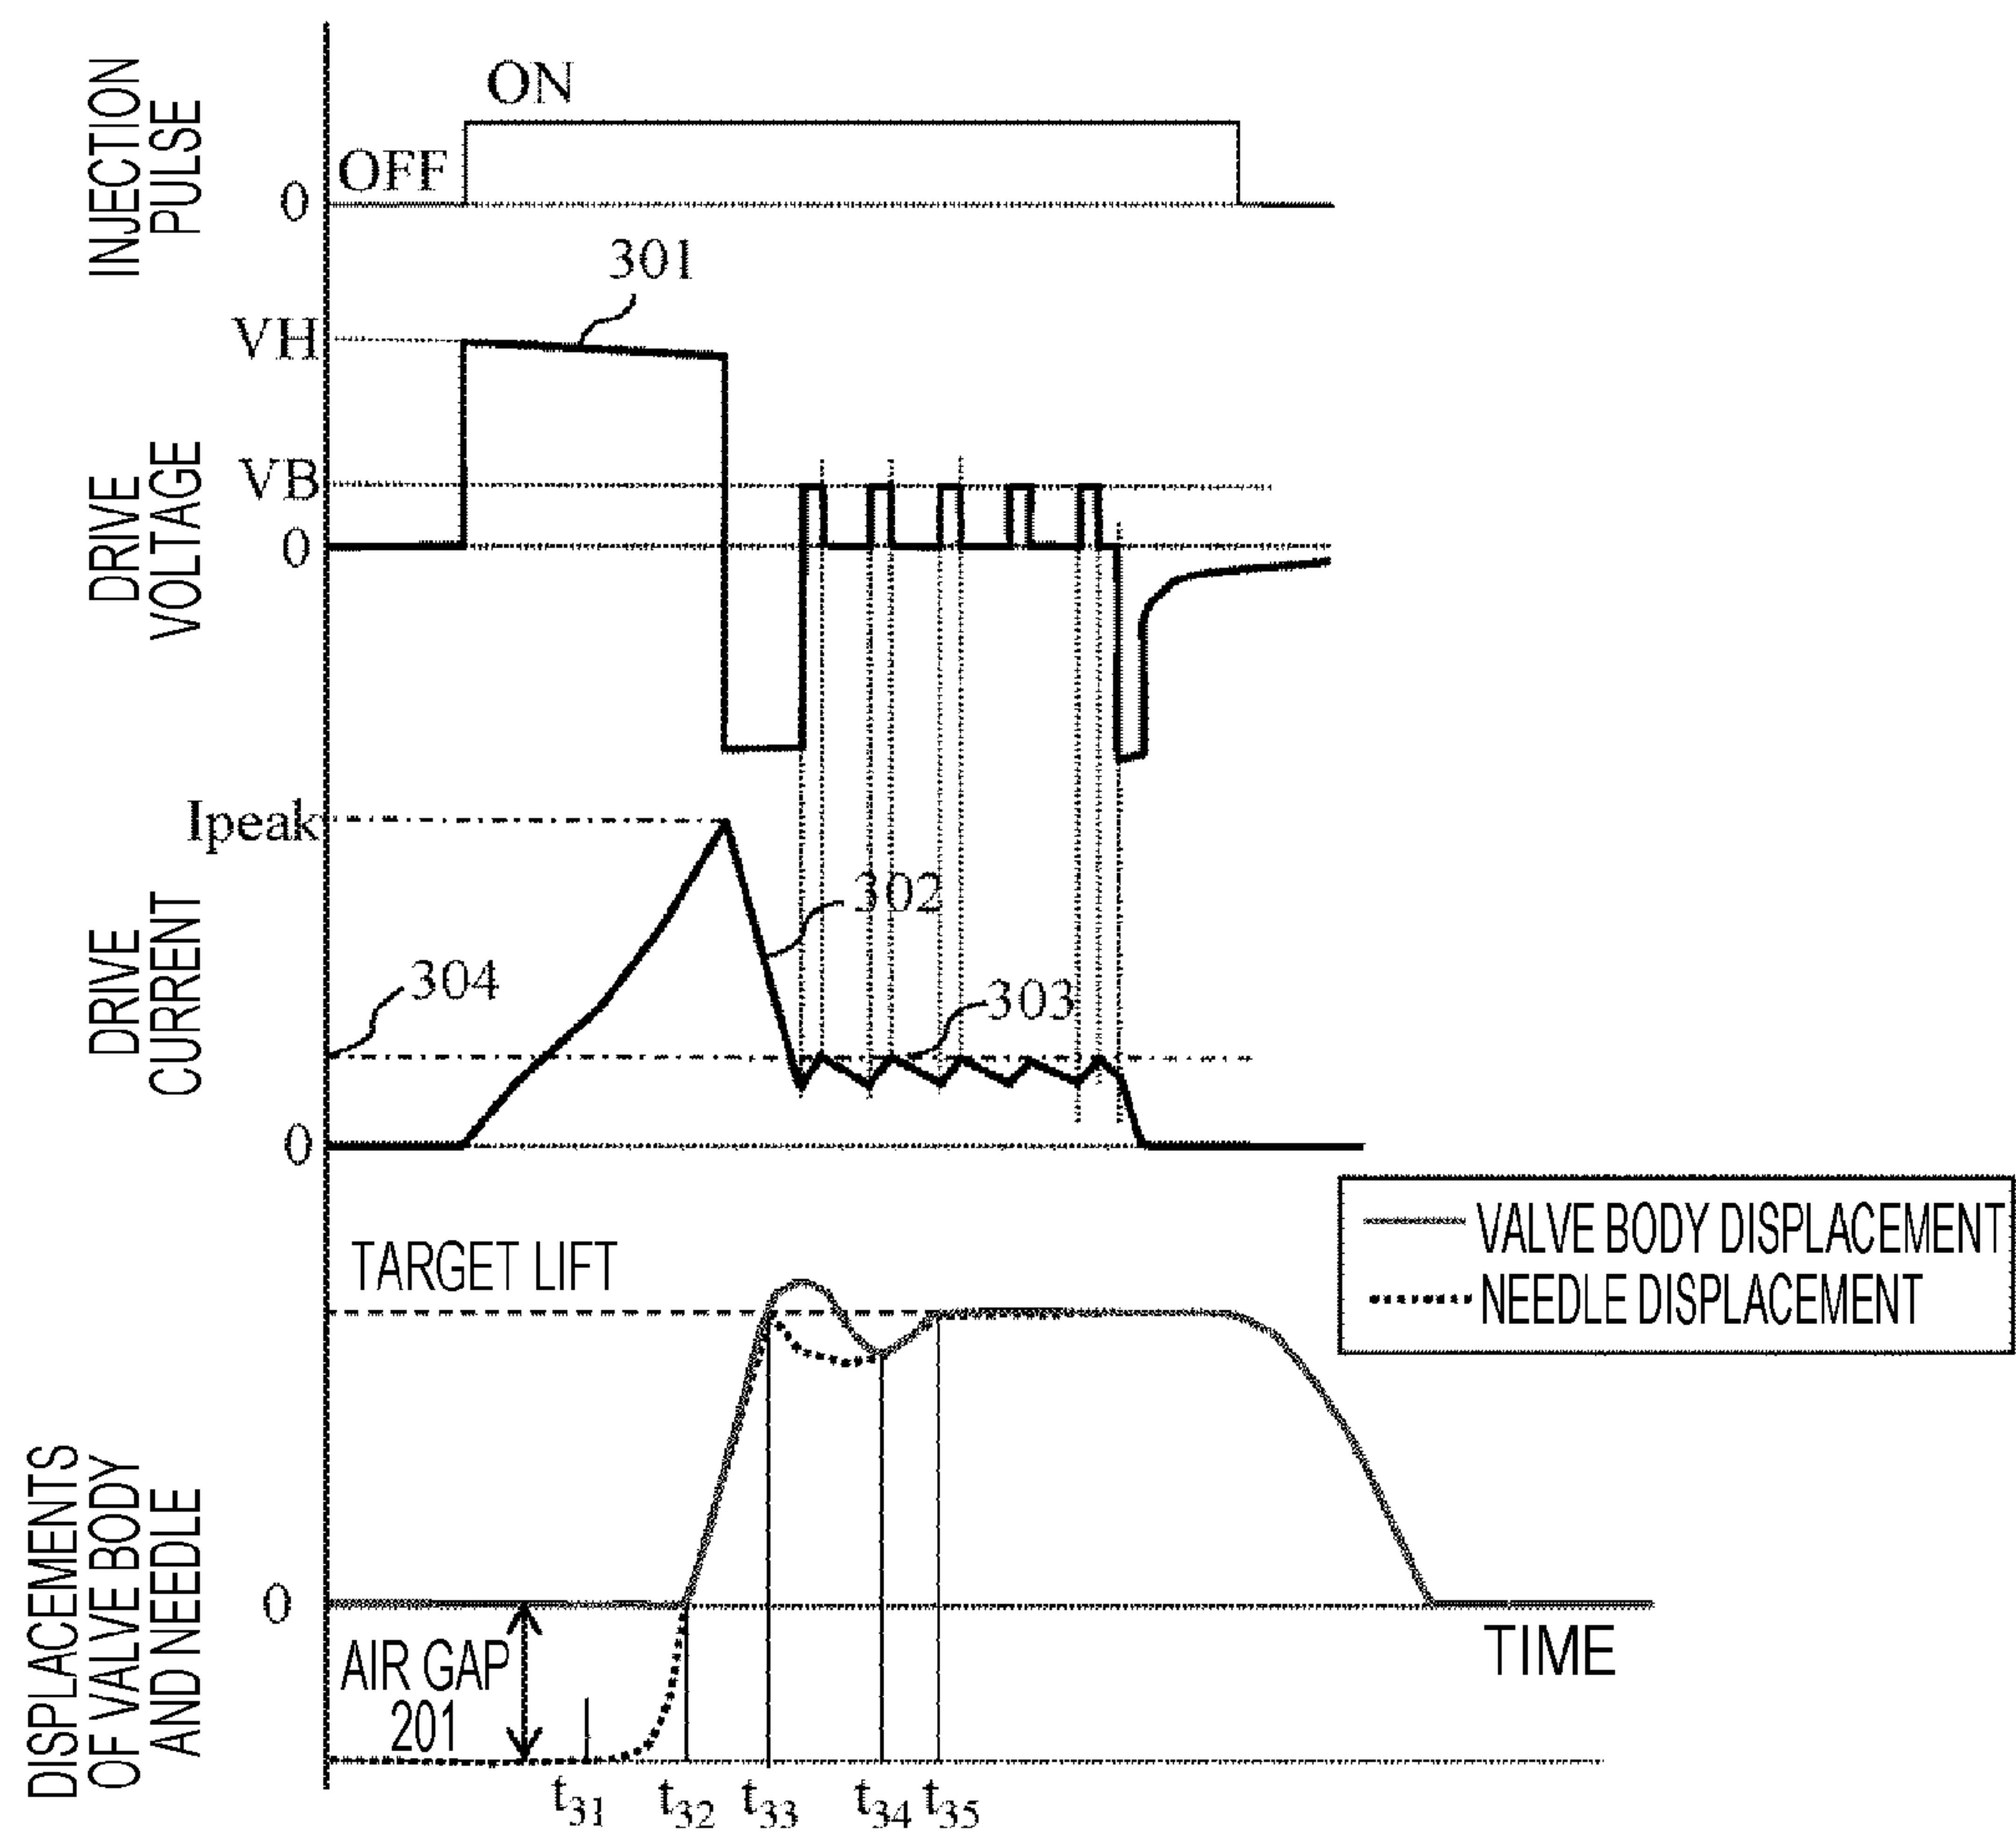 INJECTION
PULSE
ON
OFF
0
301
VH
DRIVE
VOLTAGE
VB
0
Ipeak
302
DRIVE
CURRENT
304
303
0
VALVE BODY DISPLACEMENT
NEEDLE DISPLACEMENT
TARGET LIFT
DISPLACEMENTS
OF VALVE BODY
AND NEEDLE
0
AIR GAP
201
TIME
t31 t32 t33 t34 t35